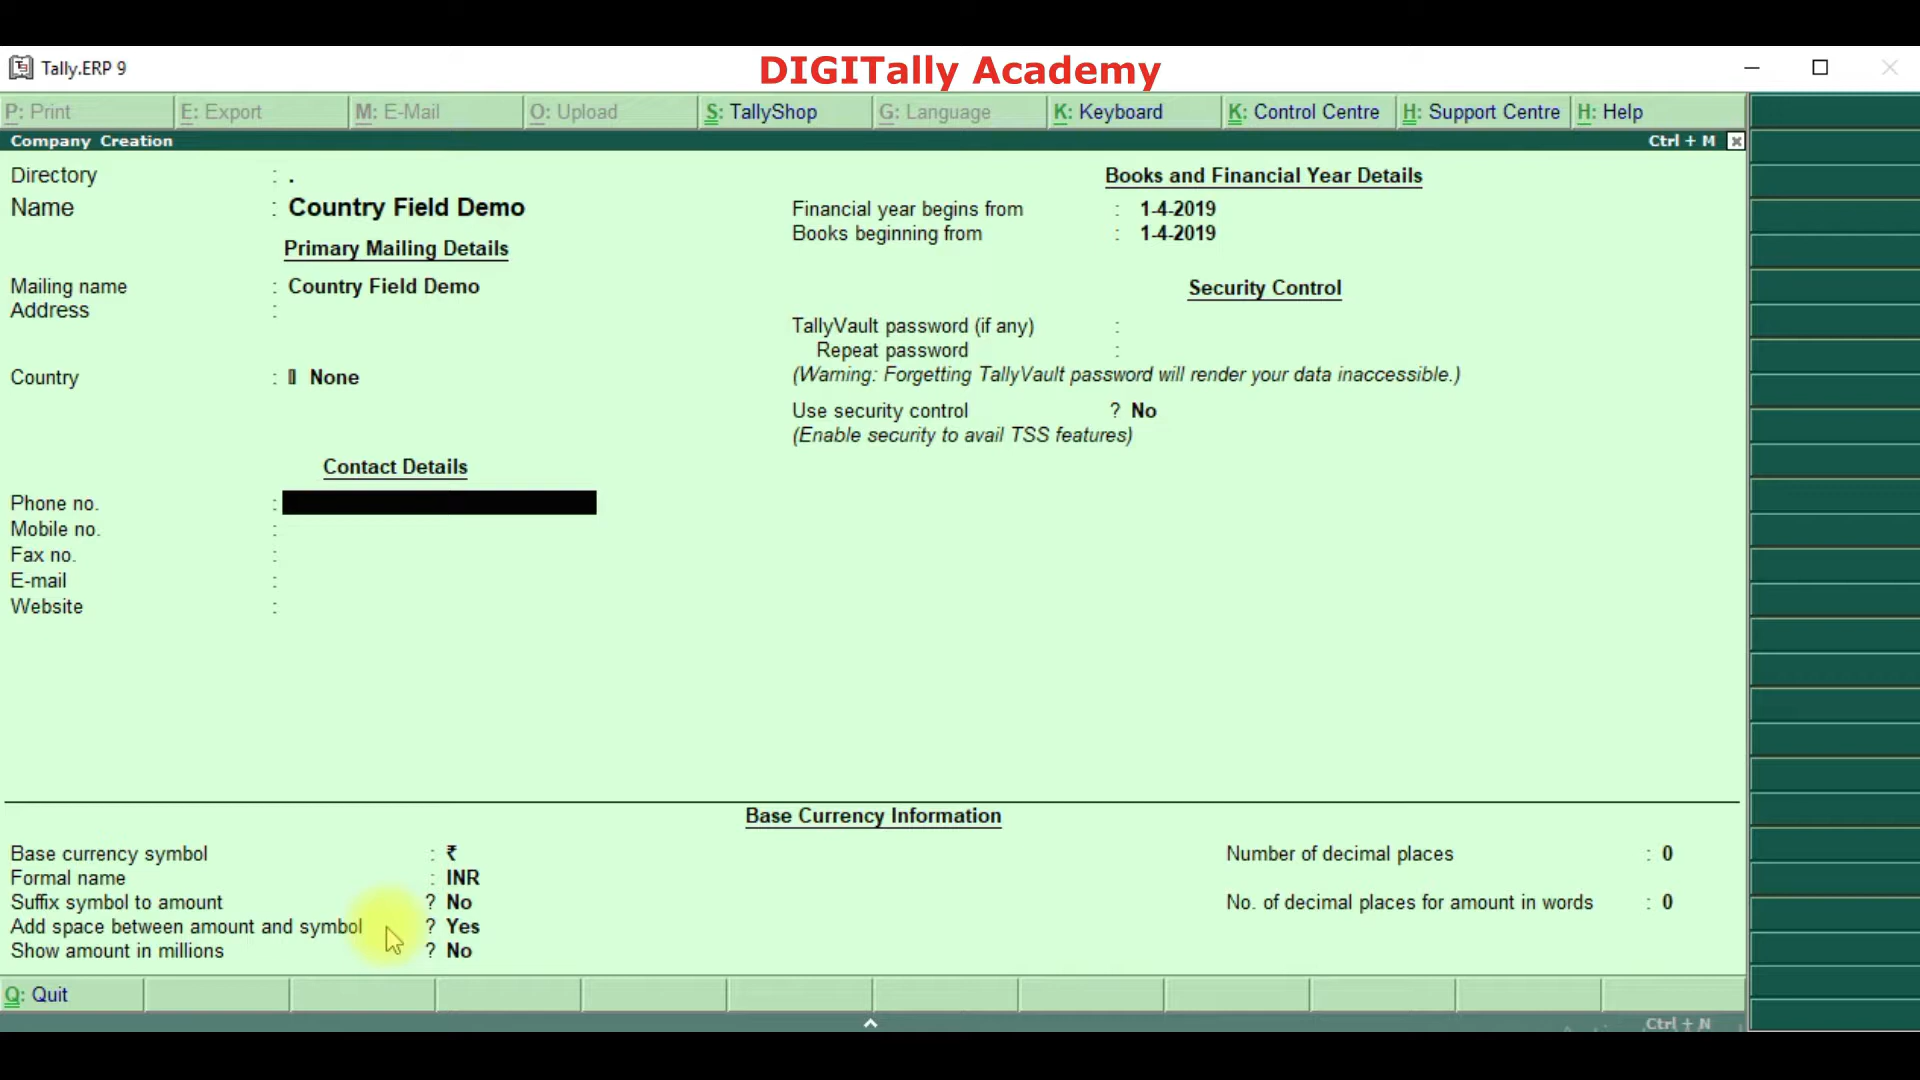 DIGITally Academy
Tally.ERP 9
P: Print E: Export M: E-Mail O: Upload S: TallyShop G: Language K: Keyboard K: Control Centre H: Support Centre H: Help
Company Creation Ctrl + M
Directory : .
Name : Country Field Demo
Primary Mailing Details
Mailing name : Country Field Demo
Address :
Country : None
Contact Details
Phone no. :
Mobile no. :
Fax no. :
E-mail :
Website :
Books and Financial Year Details
Financial year begins from : 1-4-2019
Books beginning from : 1-4-2019
Security Control
TallyVault password (if any) :
Repeat password :
(Warning: Forgetting TallyVault password will render your data inaccessible.)
Use security control ? No
(Enable security to avail TSS features)
Base Currency Information
Base currency symbol : ₹
Formal name : INR
Suffix symbol to amount ? No
Add space between amount and symbol ? Yes
Show amount in millions ? No
Number of decimal places : 0
No. of decimal places for amount in words : 0
Q: Quit
Ctrl + N